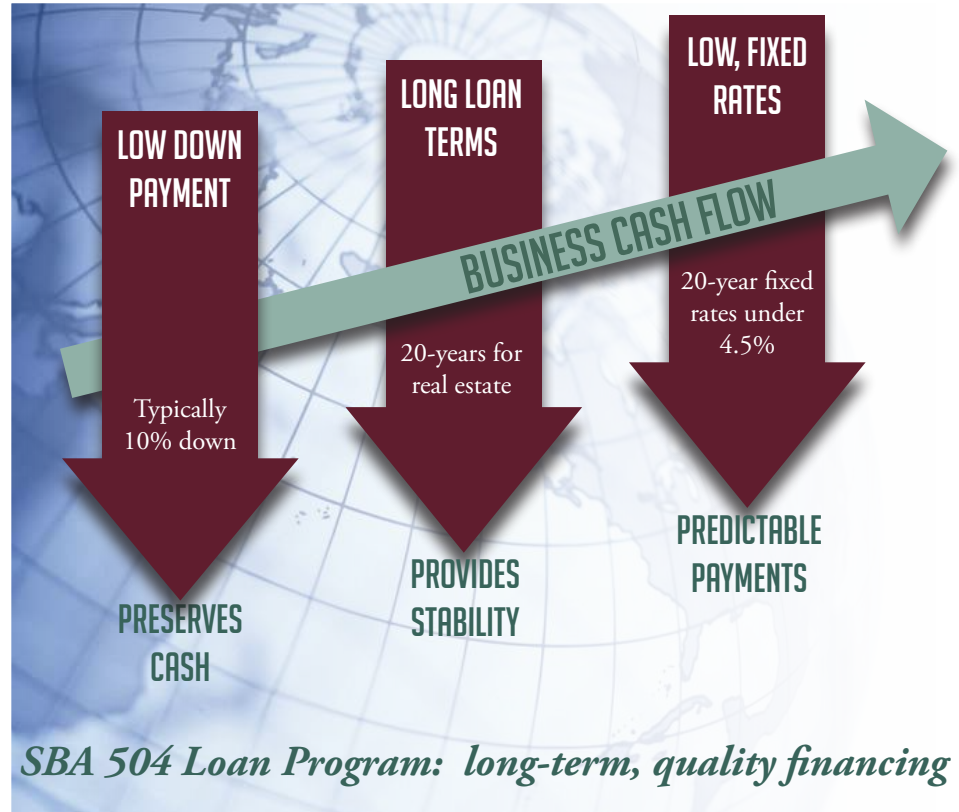 LOW DOWN
PAYMENT
Typically
10% down
PRESERVES
CASH
LONG LOAN
TERMS
20-years for
real estate
PROVIDES
STABILITY
LOW, FIXED
RATES
20-year fixed
rates under
4.5%
PREDICTABLE
PAYMENTS
BUSINESS CASH FLOW
SBA 504 Loan Program: long-term, quality financing